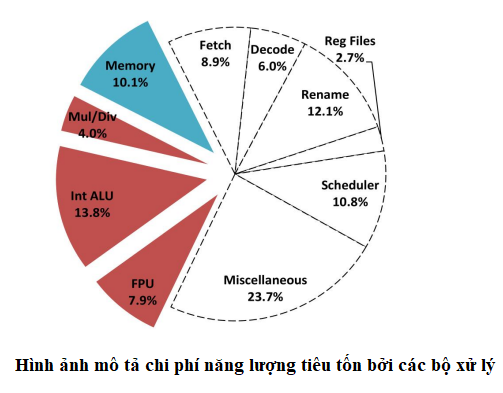 Fetch
8.9%
Decode
6.0%
Reg Files
2.7%
Rename
12.1%
Scheduler
10.8%
Miscellaneous
23.7%
FPU
7.9%
Int ALU
13.8%
Mul/Div
4.0%
Memory
10.1%
Hình ảnh mô tả chi phí năng lượng tiêu tốn bởi các bộ xử lý